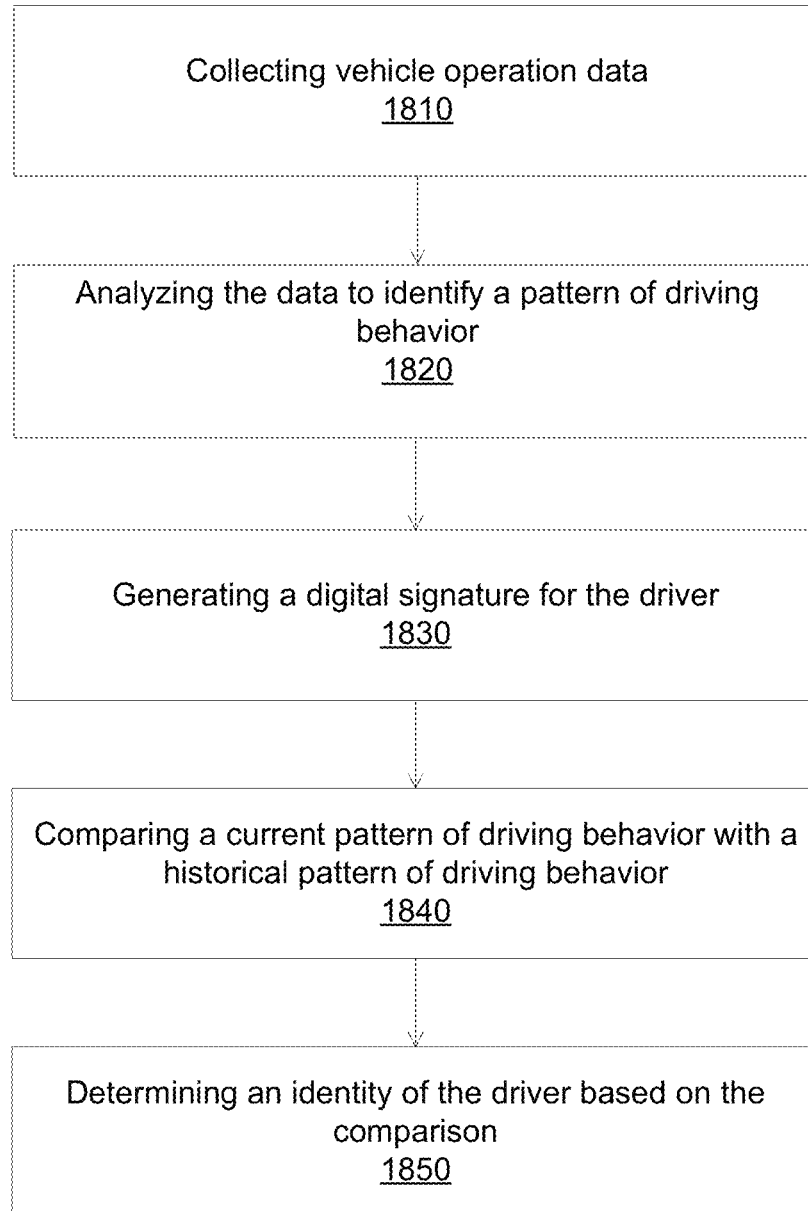 Collecting vehicle operation data
1810
Analyzing the data to identify a pattern of driving
behavior
1820
Generating a digital signature for the driver
1830
Comparing a current pattern of driving behavior with a
historical pattern of driving behavior
1840
Determining an identity of the driver based on the
comparison
1850